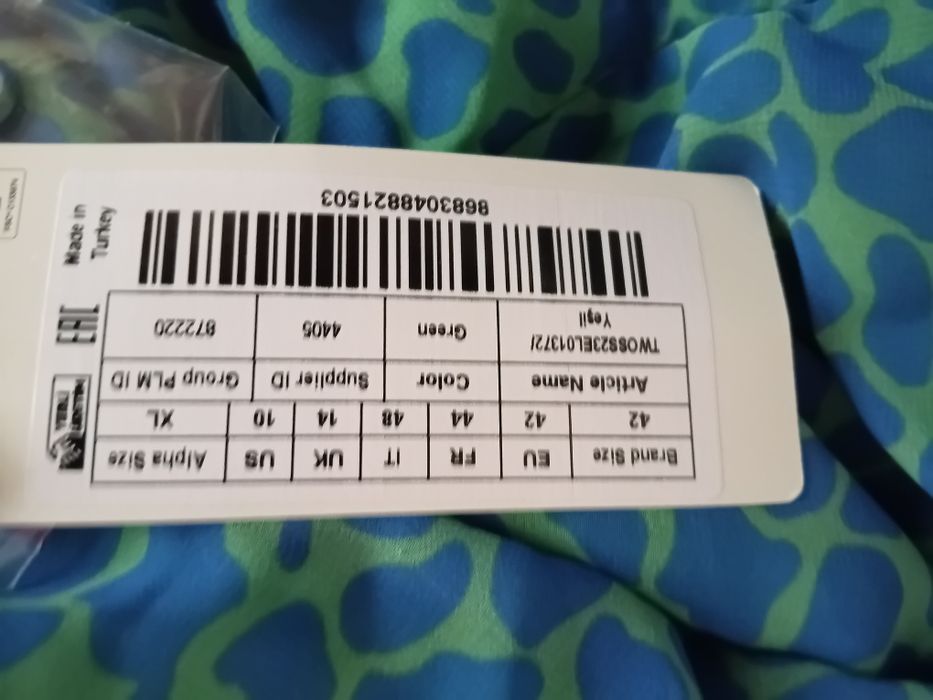 Brand Size EU FR IT UK US Alpha Size
42 42 44 48 14 10 XL
Article Name Color Supplier ID Group PLM ID
TWOSS23EL01372/ Green 4405 872220
Yeşil
8683048821503
Made in
Turkey
EAC